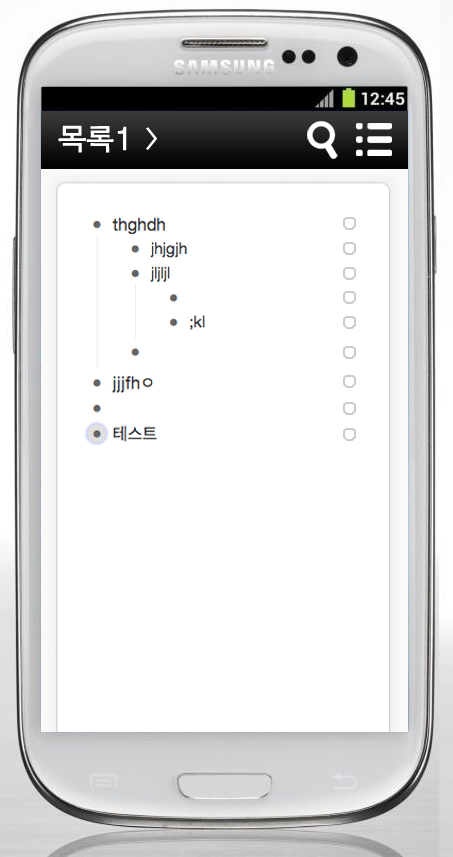 SAMSUNG
12:45
목록1 >
thghdh
jhjgjh
jljljl
;kl
jjjfhㅇ
테스트